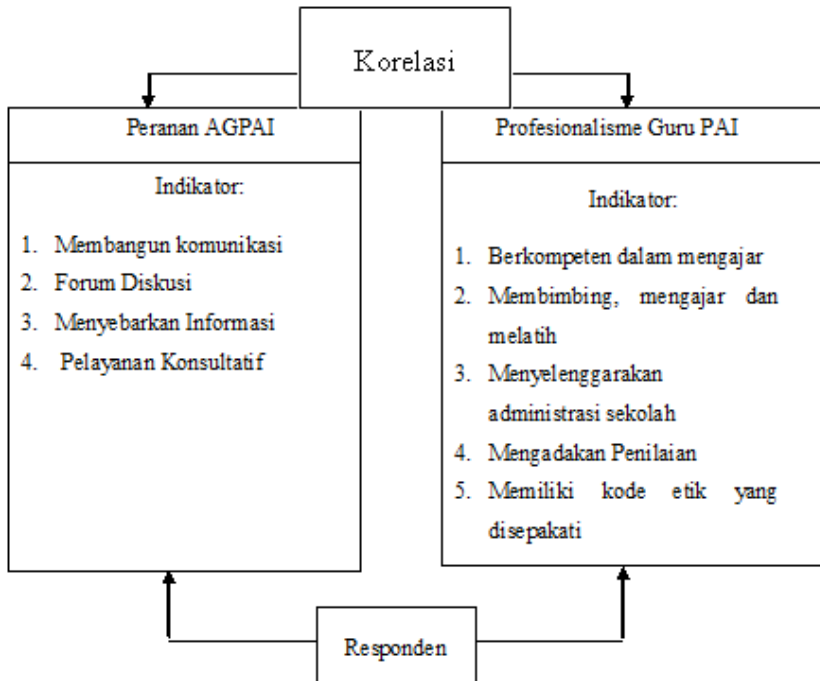 Korelasi
Peranan AGPAI
Indikator:
1. Membangun komunikasi
2. Forum Diskusi
3. Menyebarkan Informasi
4. Pelayanan Konsultatif
Profesionalisme Guru PAI
Indikator:
1. Berkompeten dalam mengajar
2. Membimbing, mengajar dan
melatih
3. Menyelenggarakan
administrasi sekolah
4. Mengadakan Penilaian
5. Memiliki kode etik yang
disepakati
Responden